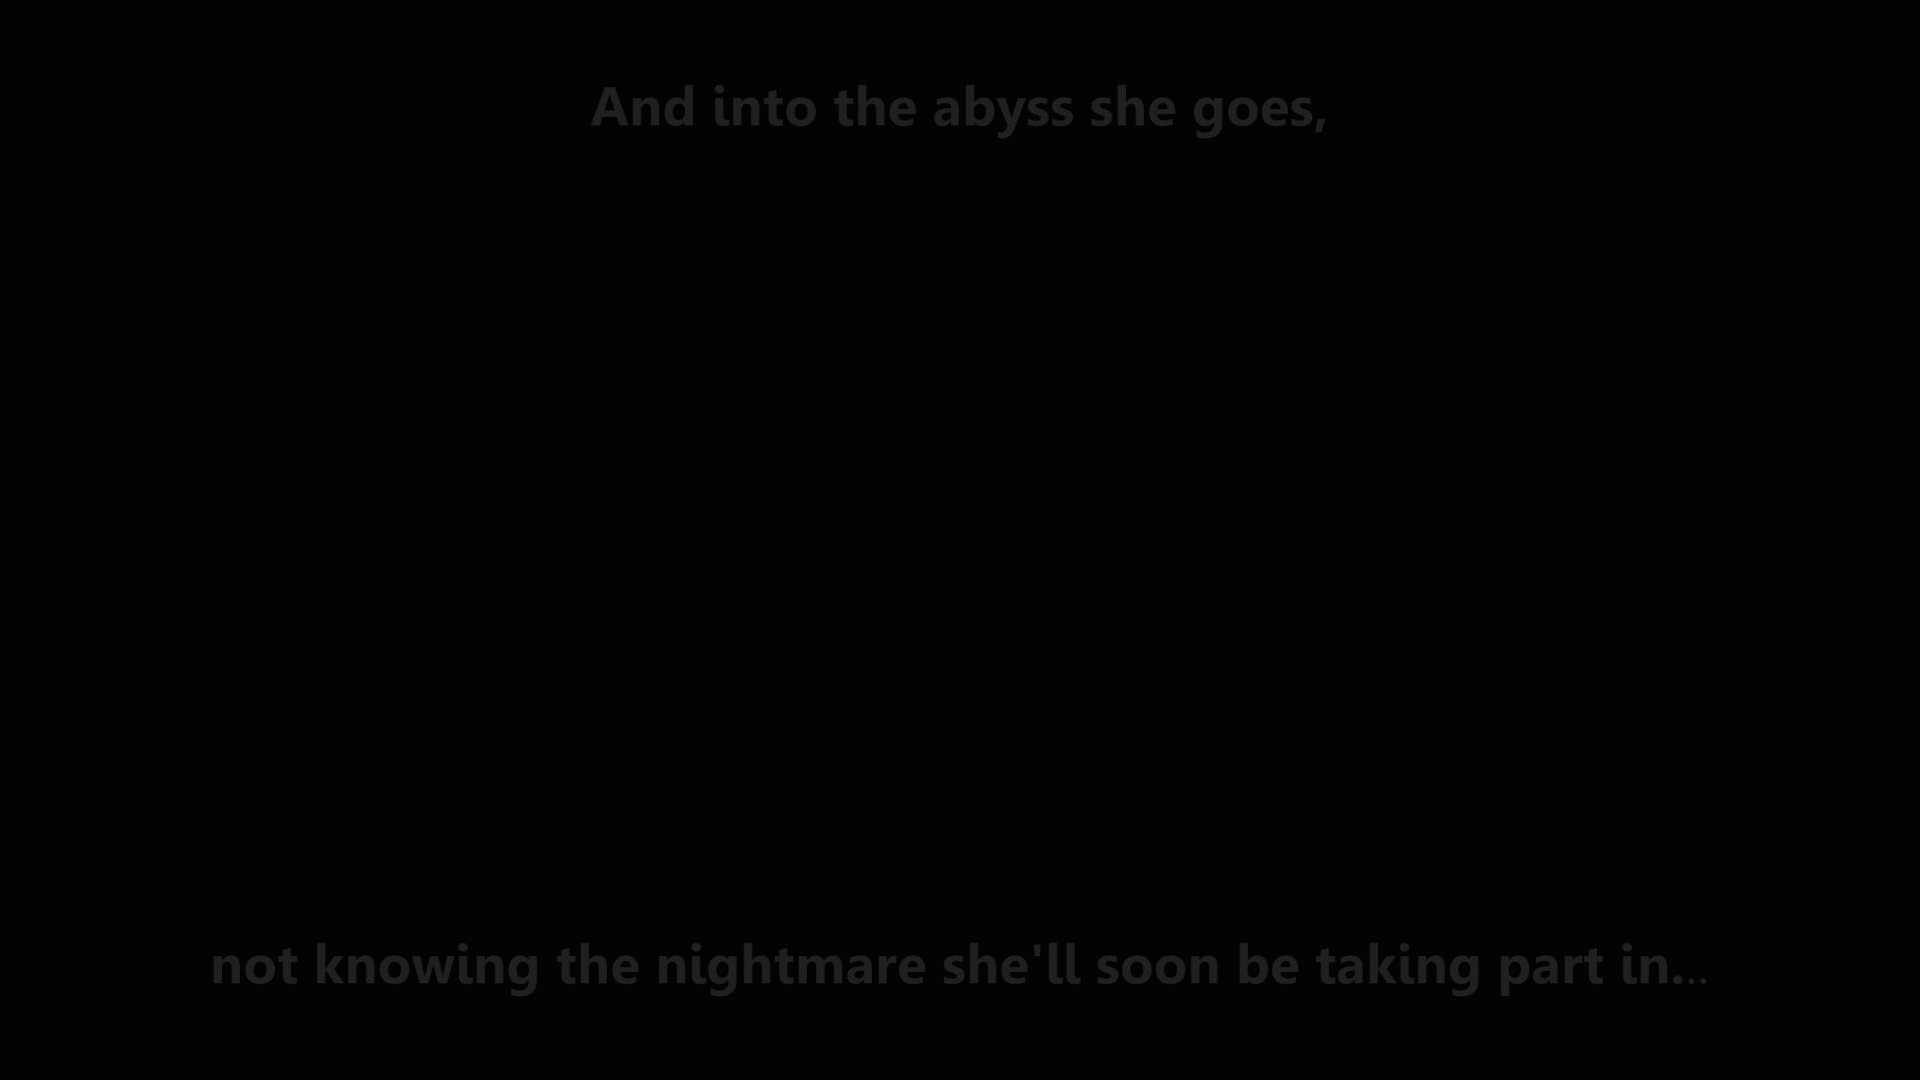 And into the abyss she goes,
not knowing the nightmare she'll soon be taking part in...